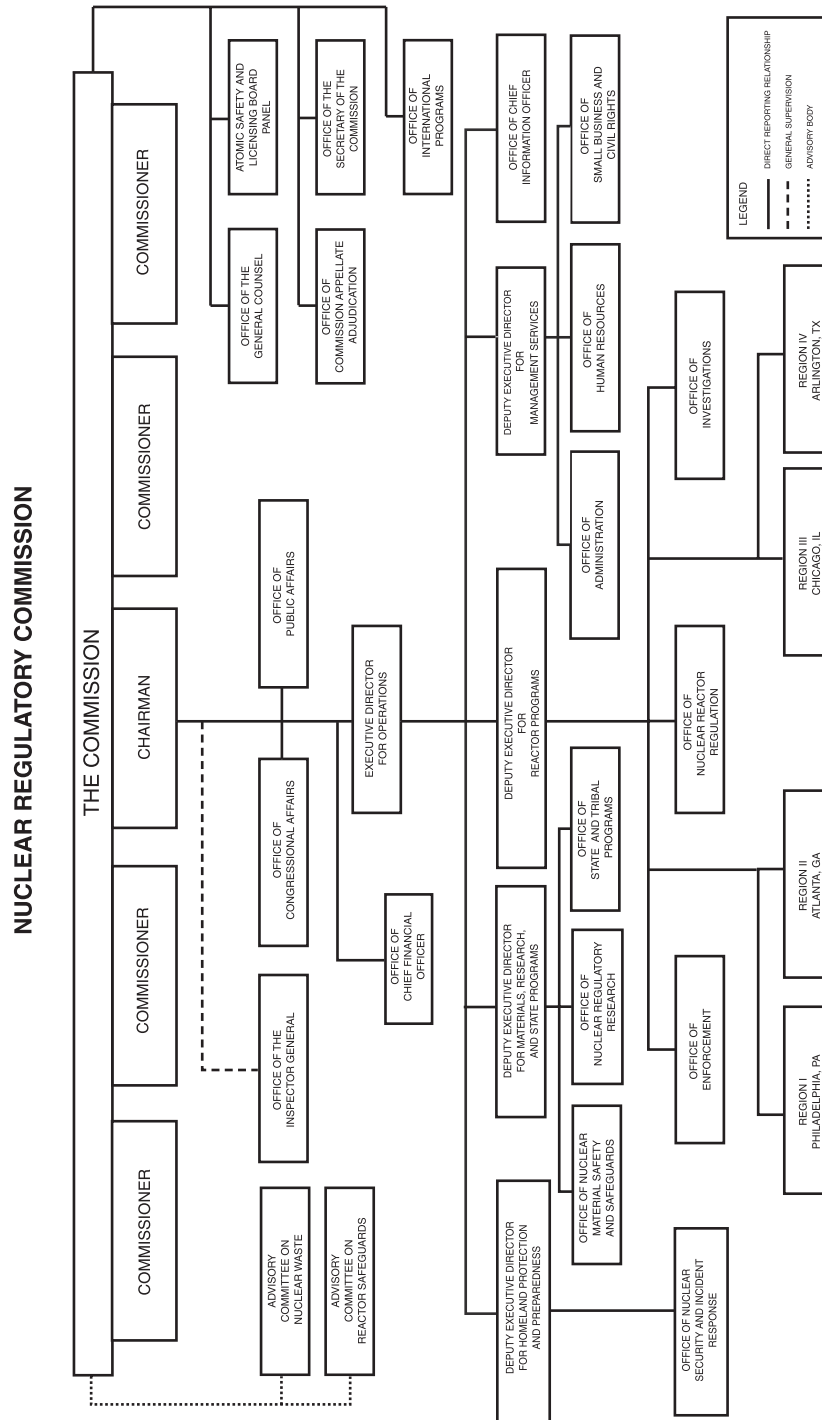 NUCLEAR REGULATORY COMMISSION
THE COMMISSION
COMMISSIONER
COMMISSIONER
CHAIRMAN
COMMISSIONER
COMMISSIONER
ADVISORY
COMMITTEE ON
NUCLEAR WASTE
ADVISORY
COMMITTEE ON
REACTOR SAFEGUARDS
OFFICE OF THE
INSPECTOR GENERAL
OFFICE OF
CONGRESSIONAL AFFAIRS
OFFICE OF
PUBLIC AFFAIRS
OFFICE OF THE
GENERAL COUNSEL
ATOMIC SAFETY AND
LICENSING BOARD
PANEL
OFFICE OF
COMMISSION APPELLATE
ADJUDICATION
OFFICE OF THE
SECRETARY OF THE
COMMISSION
OFFICE OF
INTERNATIONAL
PROGRAMS
OFFICE OF
CHIEF FINANCIAL
OFFICER
EXECUTIVE DIRECTOR
FOR OPERATIONS
DEPUTY EXECUTIVE DIRECTOR
FOR HOMELAND PROTECTION
AND PREPAREDNESS
DEPUTY EXECUTIVE DIRECTOR
FOR MATERIALS, RESEARCH,
AND STATE PROGRAMS
DEPUTY EXECUTIVE DIRECTOR
FOR
REACTOR PROGRAMS
DEPUTY EXECUTIVE DIRECTOR
FOR
MANAGEMENT SERVICES
OFFICE OF CHIEF
INFORMATION OFFICER
OFFICE OF NUCLEAR
MATERIAL SAFETY
AND SAFEGUARDS
OFFICE OF
NUCLEAR REGULATORY
RESEARCH
OFFICE OF
STATE AND TRIBAL
PROGRAMS
OFFICE OF
ADMINISTRATION
OFFICE OF
HUMAN RESOURCES
OFFICE OF
SMALL BUSINESS AND
CIVIL RIGHTS
OFFICE OF NUCLEAR
SECURITY AND INCIDENT
RESPONSE
OFFICE OF
ENFORCEMENT
OFFICE OF
NUCLEAR REACTOR
REGULATION
OFFICE OF
INVESTIGATIONS
REGION I
PHILADELPHIA, PA
REGION II
ATLANTA, GA
REGION III
CHICAGO, IL
REGION IV
ARLINGTON, TX
LEGEND
DIRECT REPORTING RELATIONSHIP
GENERAL SUPERVISION
ADVISORY BODY